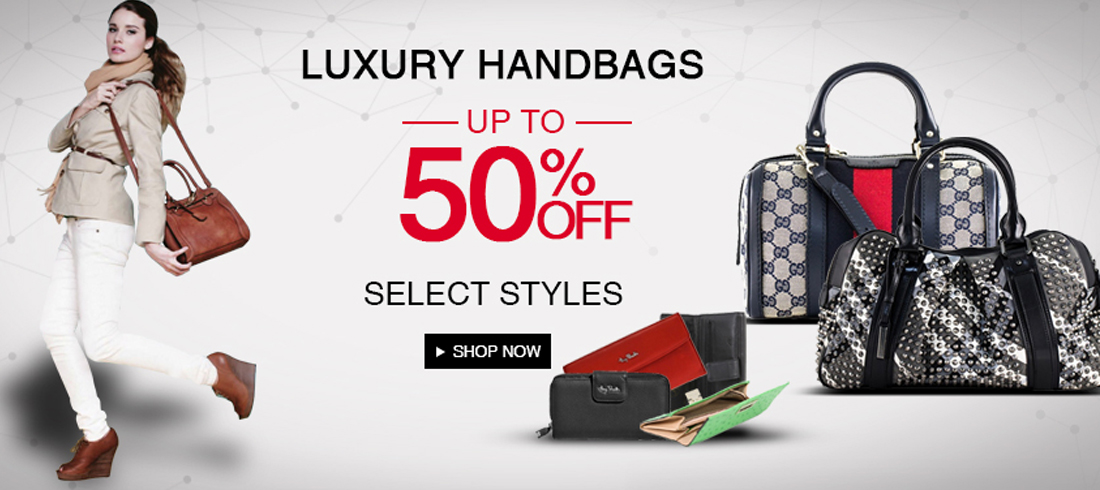 LUXURY HANDBAGS
UP TO
50% OFF
SELECT STYLES
SHOP NOW